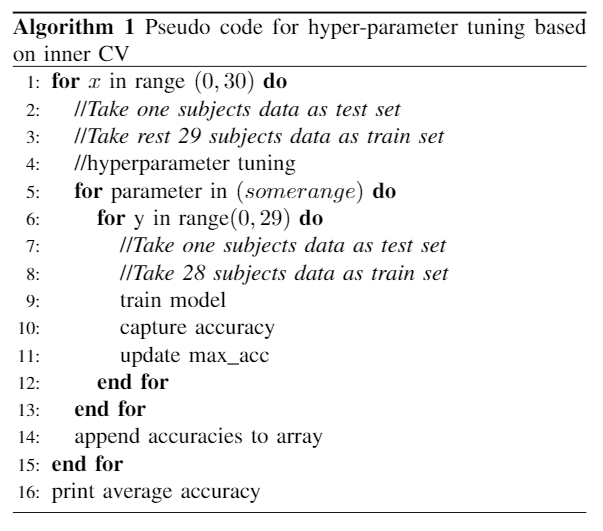 Algorithm 1 Pseudo code for hyper-parameter tuning based
on inner CV
1: for x in range (0, 30) do
2: //Take one subjects data as test set
3: //Take rest 29 subjects data as train set
4: //hyperparameter tuning
5: for parameter in (somerange) do
6: for y in range(0, 29) do
7: //Take one subjects data as test set
8: //Take 28 subjects data as train set
9: train model
10: capture accuracy
11: update max_acc
12: end for
13: end for
14: append accuracies to array
15: end for
16: print average accuracy